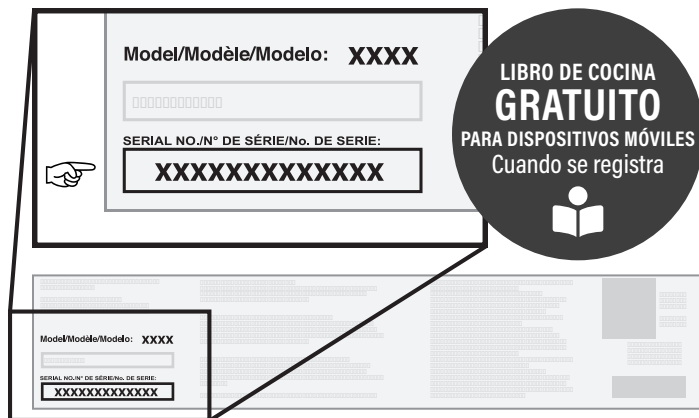 Model/Modèle/Modelo: XXXX
SERIAL NO./N° DE SÉRIE/No. DE SERIE:
XXXXXXXXXXXXX
LIBRO DE COCINA
GRATUITO
PARA DISPOSITIVOS MÓVILES
Cuando se registra
Model/Modèle/Modelo: XXXX
SERIAL NO./N° DE SÉRIE/No. DE SERIE:
XXXXXXXXXXXXX